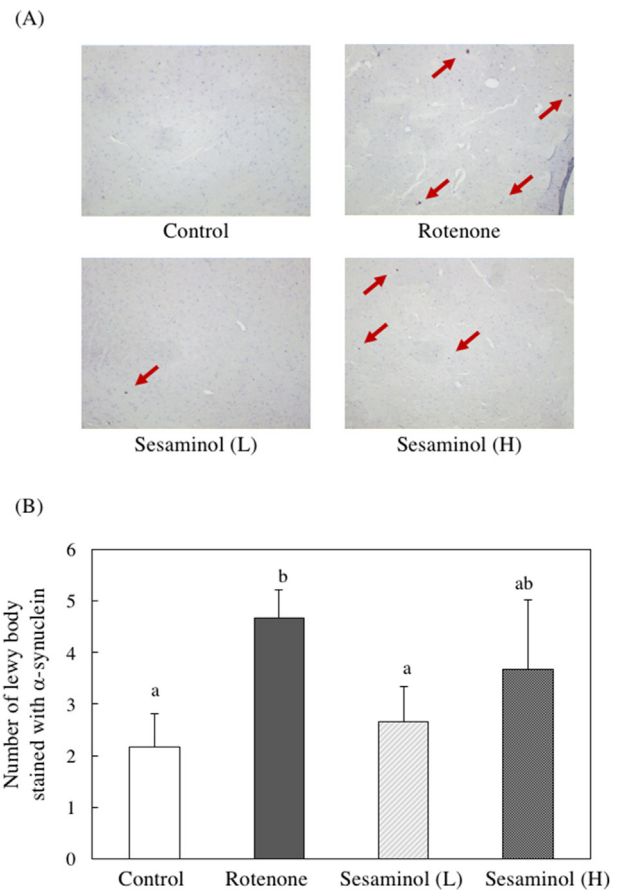 (A)
Control
Rotenone
Sesaminol (L)
Sesaminol (H)
(B)
Number of lewy body
stained with α-synuclein
6
5
4
3
2
1
0
a
b
a
ab
Control
Rotenone
Sesaminol (L)
Sesaminol (H)